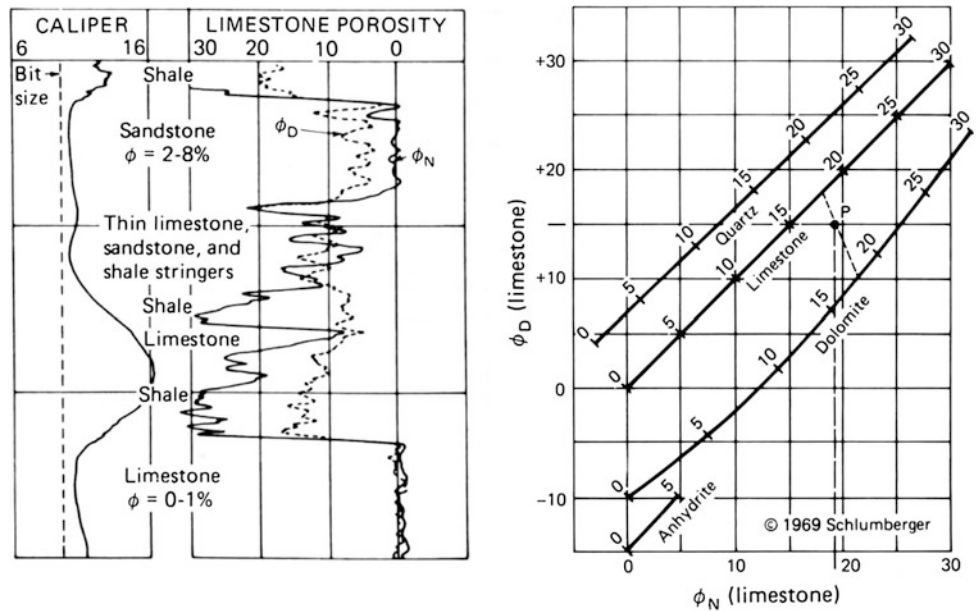 CALIPER
6 16
Bit
size
LIMESTONE POROSITY
30 20 10 0
Shale
Sandstone
ϕ = 2-8%
ϕD
ϕN
Thin limestone,
sandstone, and
shale stringers
Shale
Limestone
Shale
Limestone
ϕ = 0-1%
+30
+20
+10
0
-10
ϕD (limestone)
0 5 10 15 20 25 30
Quartz
0 5 10 15 20 25 30
Limestone
P
0 5 10 15 20 25 30
Dolomite
0 5
Anhydrite
© 1969 Schlumberger
0 10 20 30
ϕN (limestone)